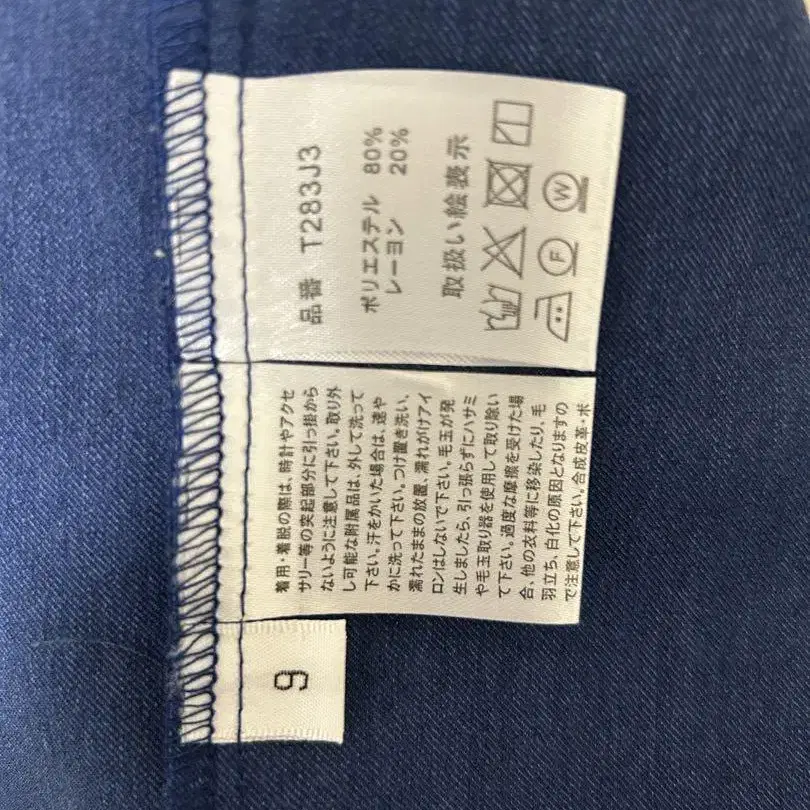 品番 T283J3
ポリエステル 80%
レーヨン 20%
取扱い絵表示
F W
着用・着脱の際は、時計やアクセ
サリー等の突起部分に引っ掛から
ないように注意して下さい。取り外
し可能な附属品は、外して洗って
下さい。汗をかいた場合は、速や
かに洗って下さい。つけ置き洗い、
濡れたままの放置、濡れがけアイ
ロンはしないで下さい。毛玉が発
生しましたら、引っ張らずにハサミ
や毛玉取り器を使用して取り除い
て下さい。過度な摩擦を受けた場
合、他の衣料等に移染したり、毛
羽立ち、白化の原因となりますの
で注意して下さい。合成皮革・ボ
9